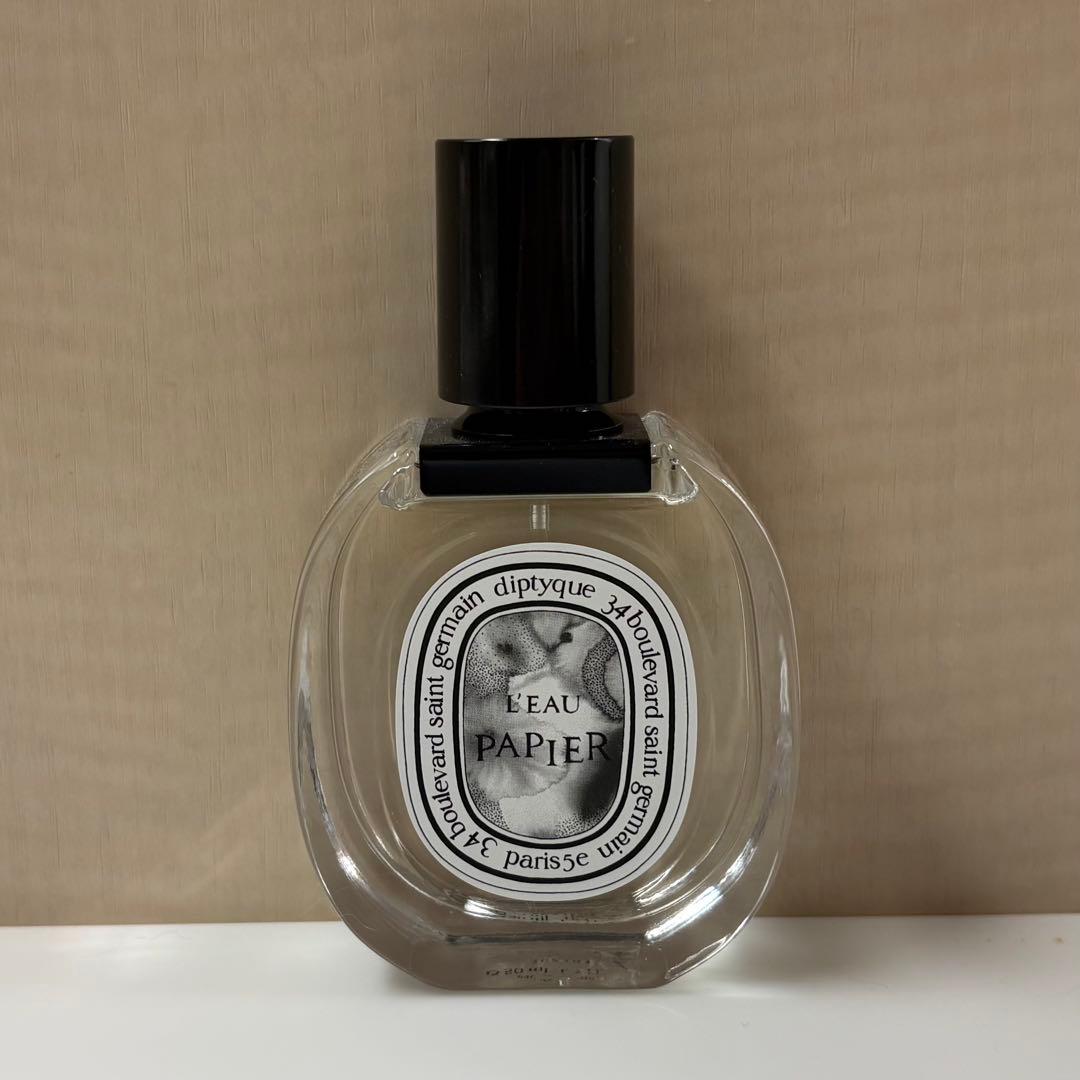 diptyque 34 boulevard saint germain paris5e 34 boulevard saint germain
L'EAU
PAPIER